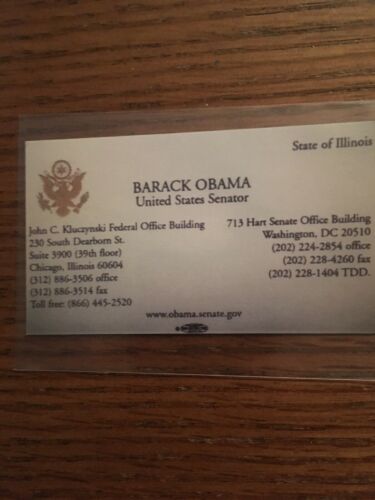 State of Illinois
BARACK OBAMA
United States Senator
John C. Kluczynski Federal Office Building
230 South Dearborn St.
Suite 3900 (39th floor)
Chicago, Illinois 60604
(312) 886-3506 office
(312) 886-3514 fax
Toll free: (866) 445-2520
713 Hart Senate Office Building
Washington, DC 20510
(202) 224-2854 office
(202) 228-4260 fax
(202) 228-1404 TDD.
www.obama.senate.gov